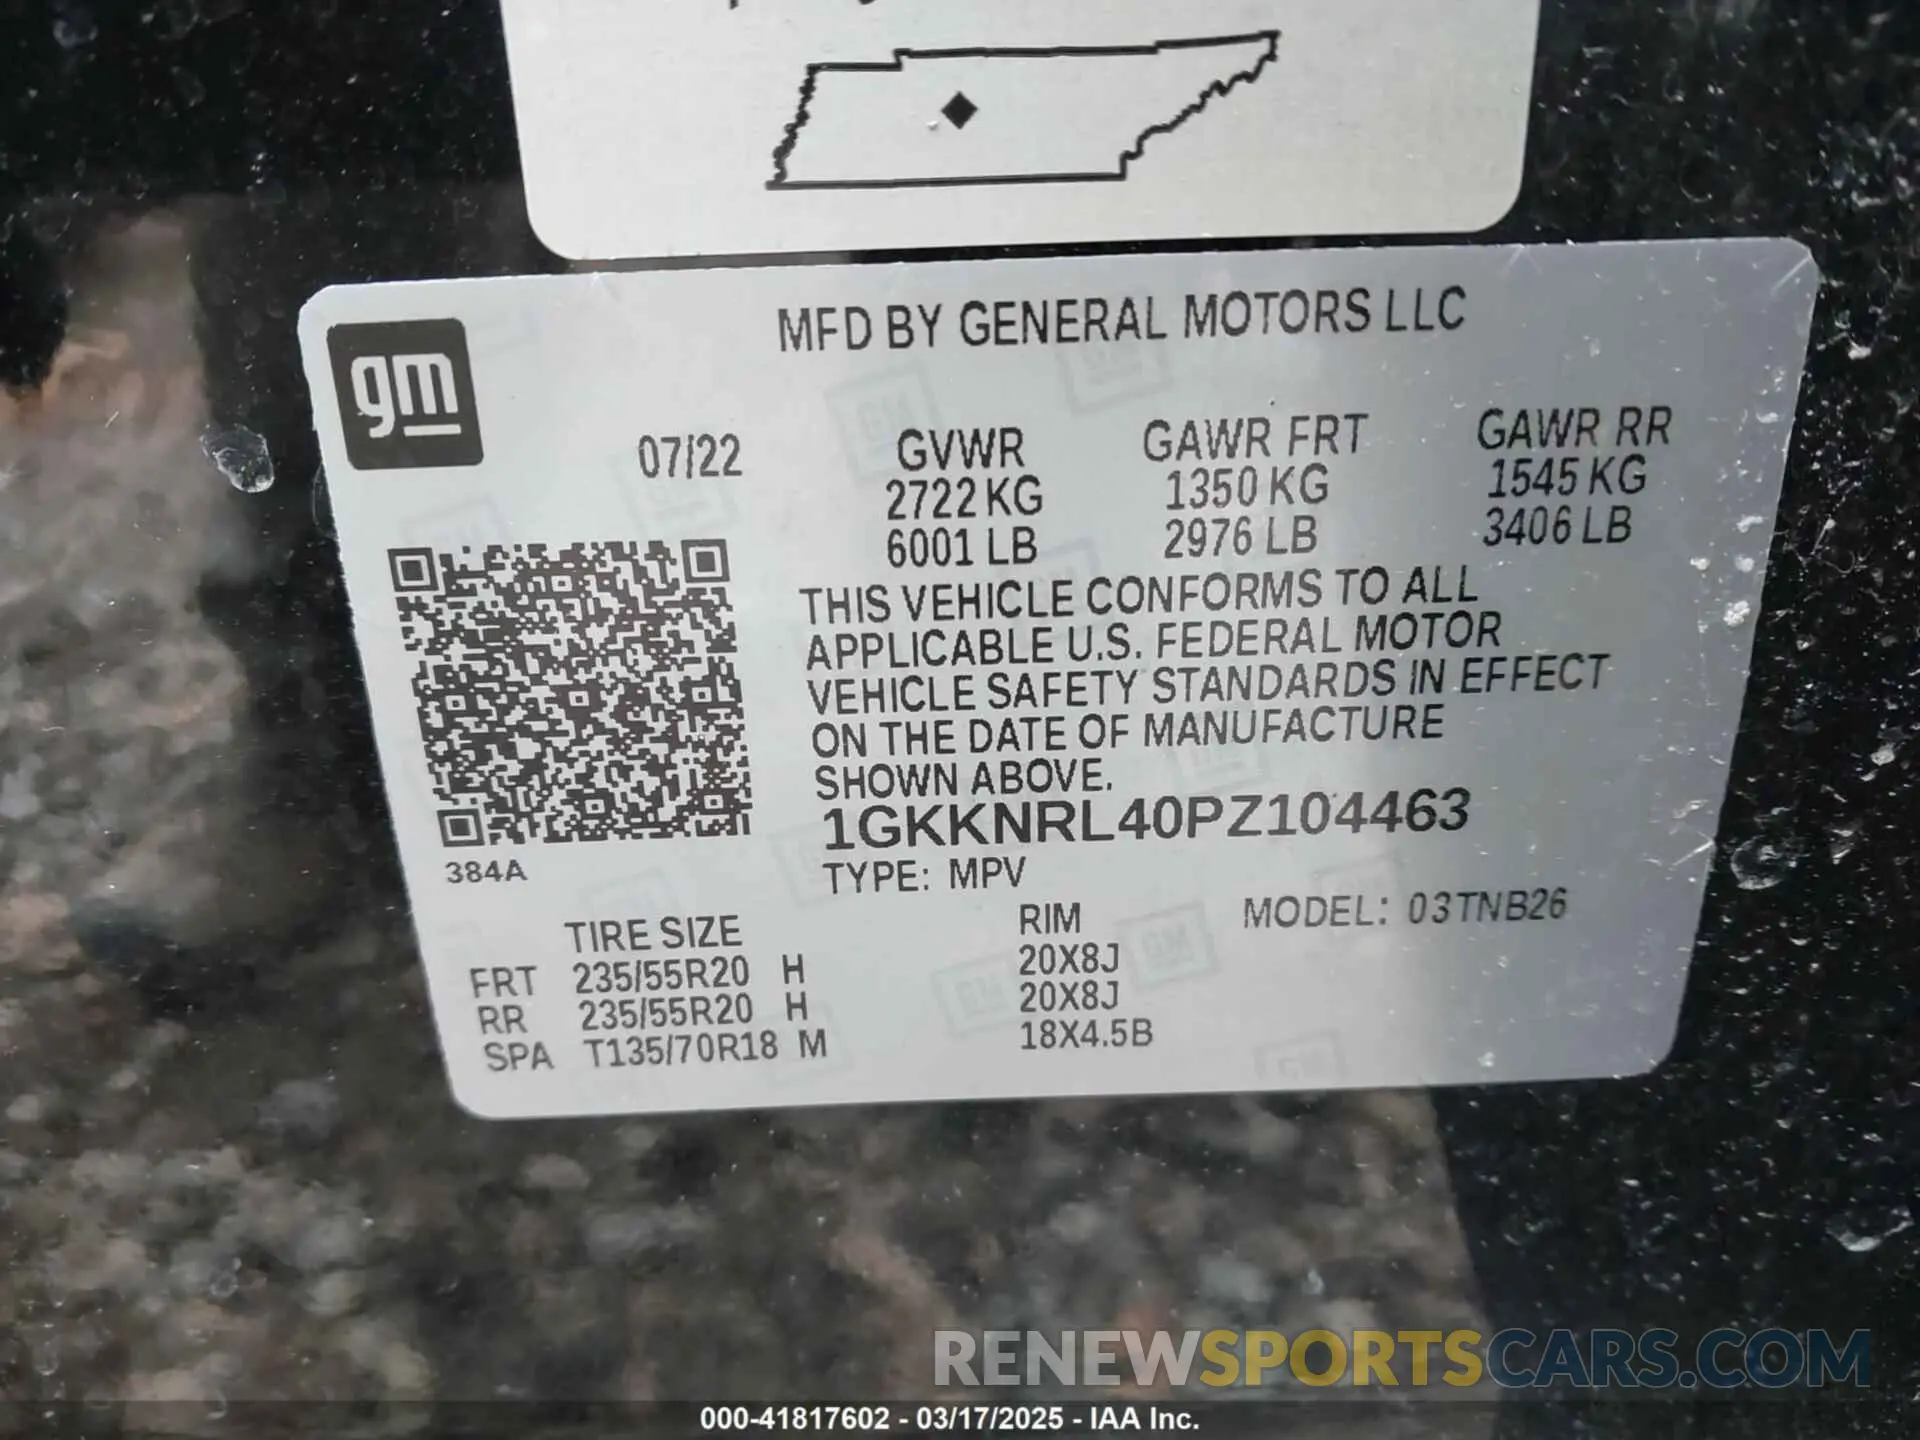 gm
MFD BY GENERAL MOTORS LLC
07/22 GVWR GAWR FRT GAWR RR
2722 KG 1350 KG 1545 KG
6001 LB 2976 LB 3406 LB
THIS VEHICLE CONFORMS TO ALL
APPLICABLE U.S. FEDERAL MOTOR
VEHICLE SAFETY STANDARDS IN EFFECT
ON THE DATE OF MANUFACTURE
SHOWN ABOVE.
1GKKNRL40PZ104463
384A
TYPE: MPV
TIRE SIZE RIM MODEL: 03TNB26
FRT 235/55R20 H 20X8J
RR 235/55R20 H 20X8J
SPA T135/70R18 M 18X4.5B
RENEWSPORTSCARS.COM
000-41817602 - 03/17/2025 - IAA Inc.